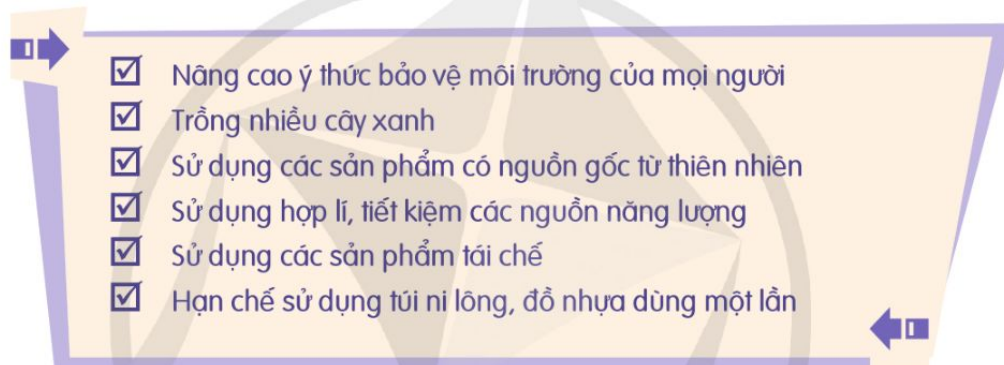 Nâng cao ý thức bảo vệ môi trường của mọi người
Trồng nhiều cây xanh
Sử dụng các sản phẩm có nguồn gốc từ thiên nhiên
Sử dụng hợp lí, tiết kiệm các nguồn năng lượng
Sử dụng các sản phẩm tái chế
Hạn chế sử dụng túi ni lông, đồ nhựa dùng một lần